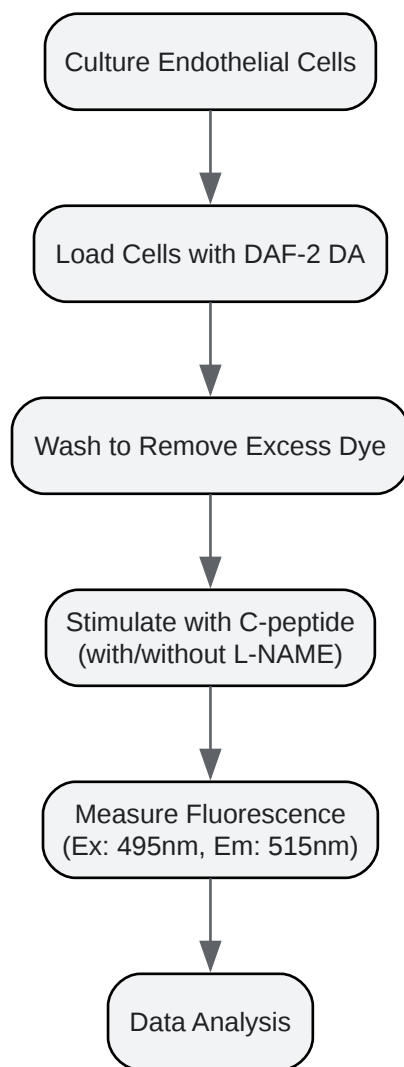 Culture Endothelial Cells
Load Cells with DAF-2 DA
Wash to Remove Excess Dye
Stimulate with C-peptide
(with/without L-NAME)
Measure Fluorescence
(Ex: 495nm, Em: 515nm)
Data Analysis